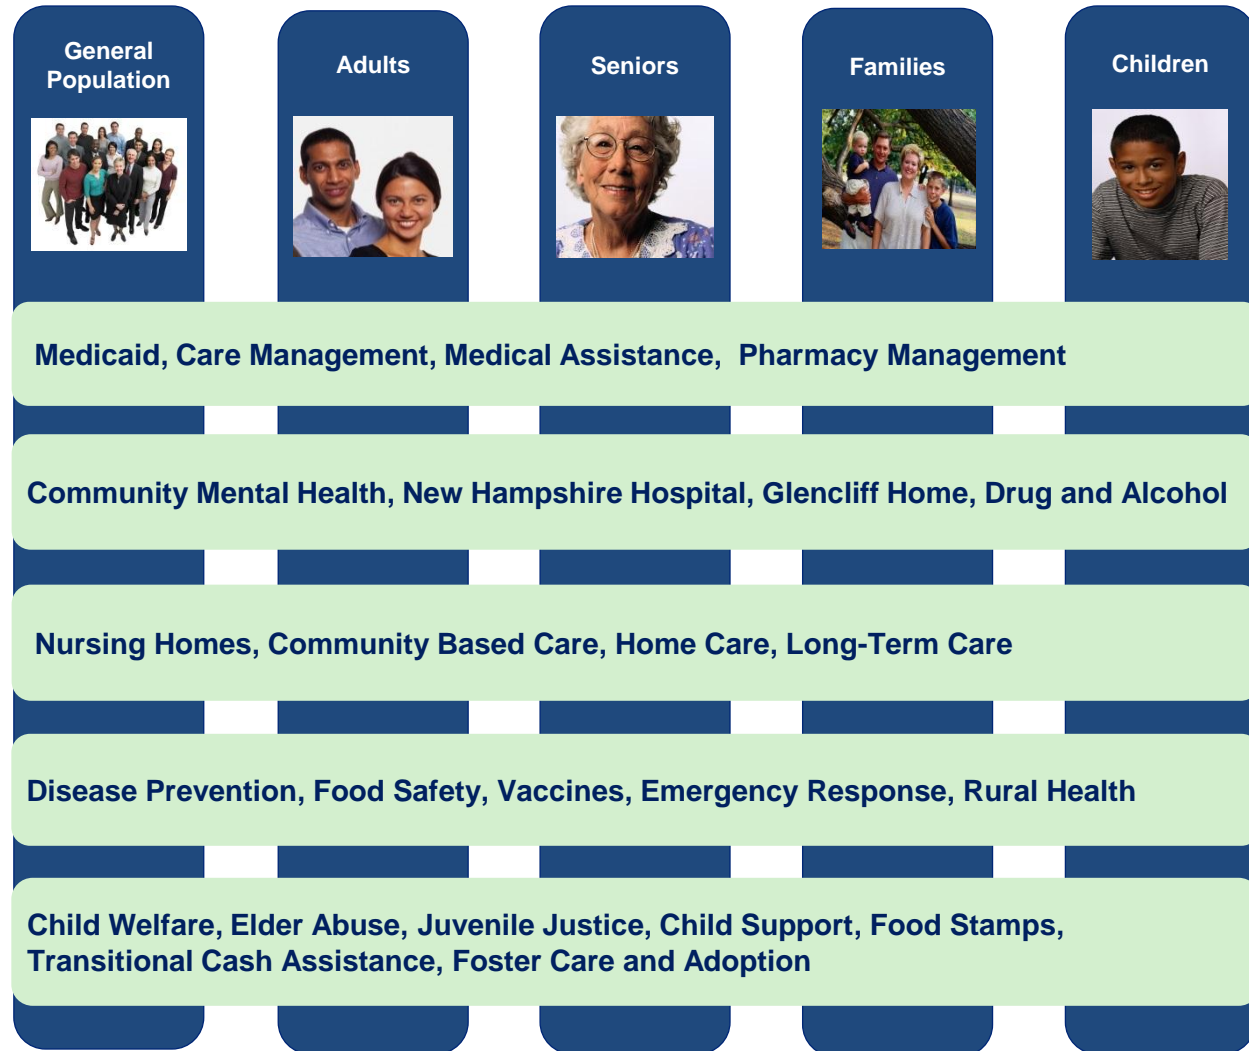 General
Population
Adults
Seniors
Families
Children
Medicaid, Care Management, Medical Assistance,  Pharmacy Management
Community Mental Health, New Hampshire Hospital, Glencliff Home, Drug and Alcohol
Nursing Homes, Community Based Care, Home Care, Long-Term Care
Disease Prevention, Food Safety, Vaccines, Emergency Response, Rural Health
Child Welfare, Elder Abuse, Juvenile Justice, Child Support, Food Stamps,
Transitional Cash Assistance, Foster Care and Adoption